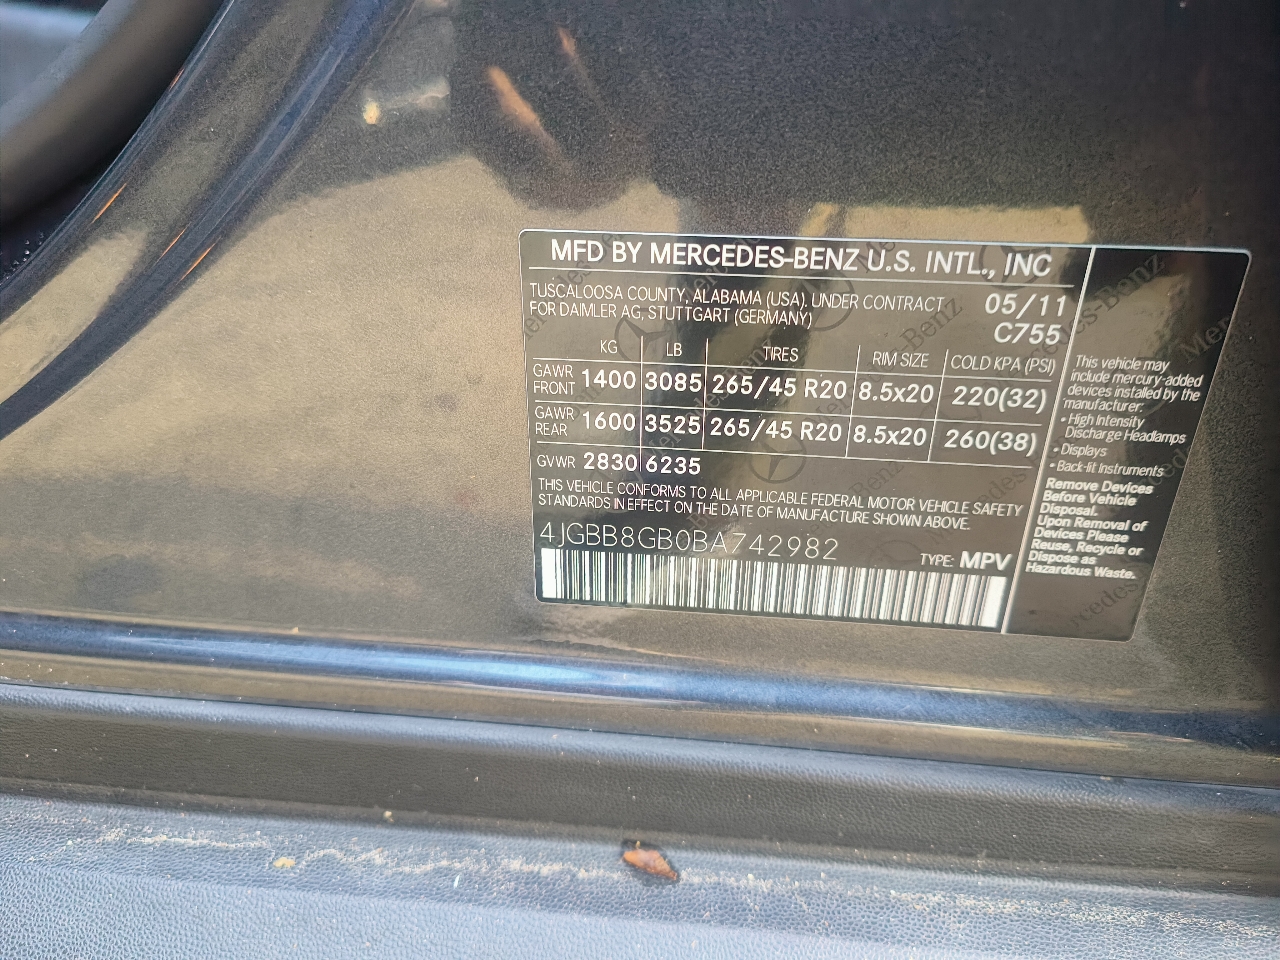 MFD BY MERCEDES-BENZ U.S. INTL., INC
TUSCALOOSA COUNTY, ALABAMA (USA). UNDER CONTRACT
FOR DAIMLER AG, STUTTGART (GERMANY)
05/11
C755
KG LB TIRES RIM SIZE COLD KPA (PSI)
GAWR FRONT 1400 3085 265/45 R20 8.5x20 220(32)
GAWR REAR 1600 3525 265/45 R20 8.5x20 260(38)
GVWR 2830 6235
THIS VEHICLE CONFORMS TO ALL APPLICABLE FEDERAL MOTOR VEHICLE SAFETY
STANDARDS IN EFFECT ON THE DATE OF MANUFACTURE SHOWN ABOVE.
4JGBB8GB0BA742982
TYPE: MPV
This vehicle may
include mercury-added
devices installed by the
manufacturer:
• High Intensity
Discharge Headlamps
• Displays
• Back-lit Instruments
Remove Devices
Before Vehicle
Disposal.
Upon Removal of
Devices Please
Reuse, Recycle or
Dispose as
Hazardous Waste.